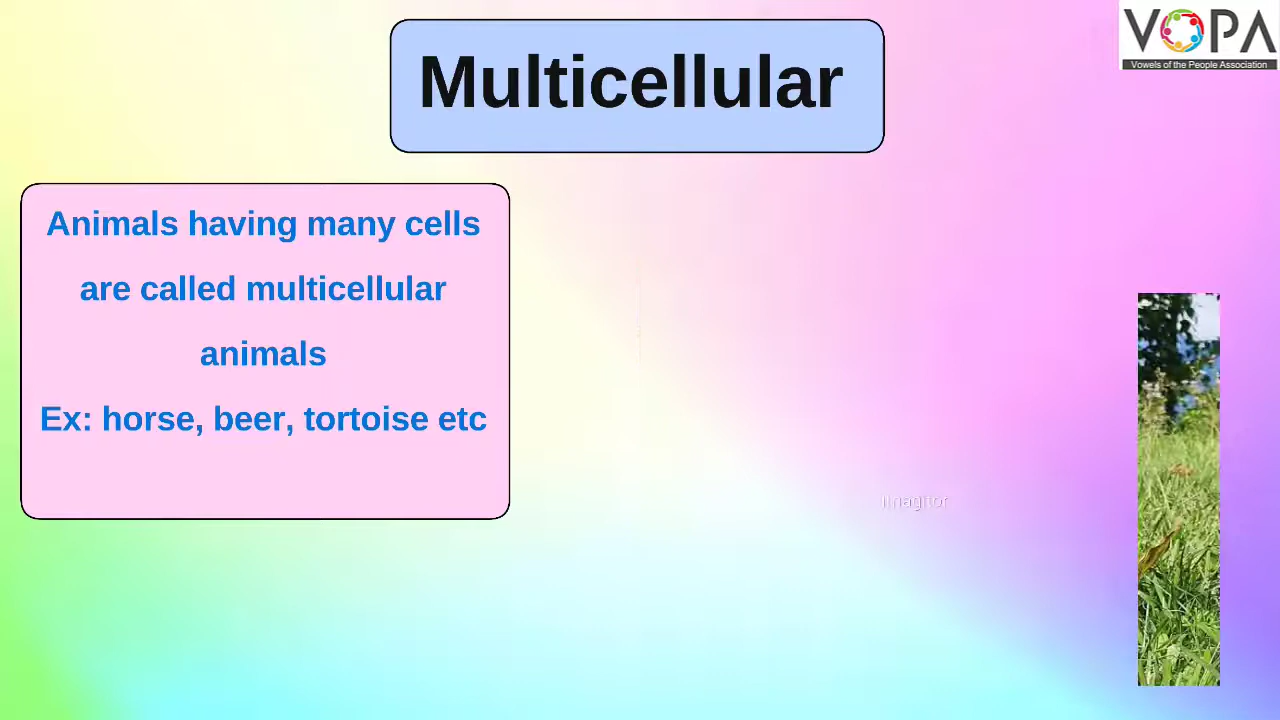 VOPA
Vowels of the People Association
Multicellular
Animals having many cells
are called multicellular
animals
Ex: horse, beer, tortoise etc
Imagitor